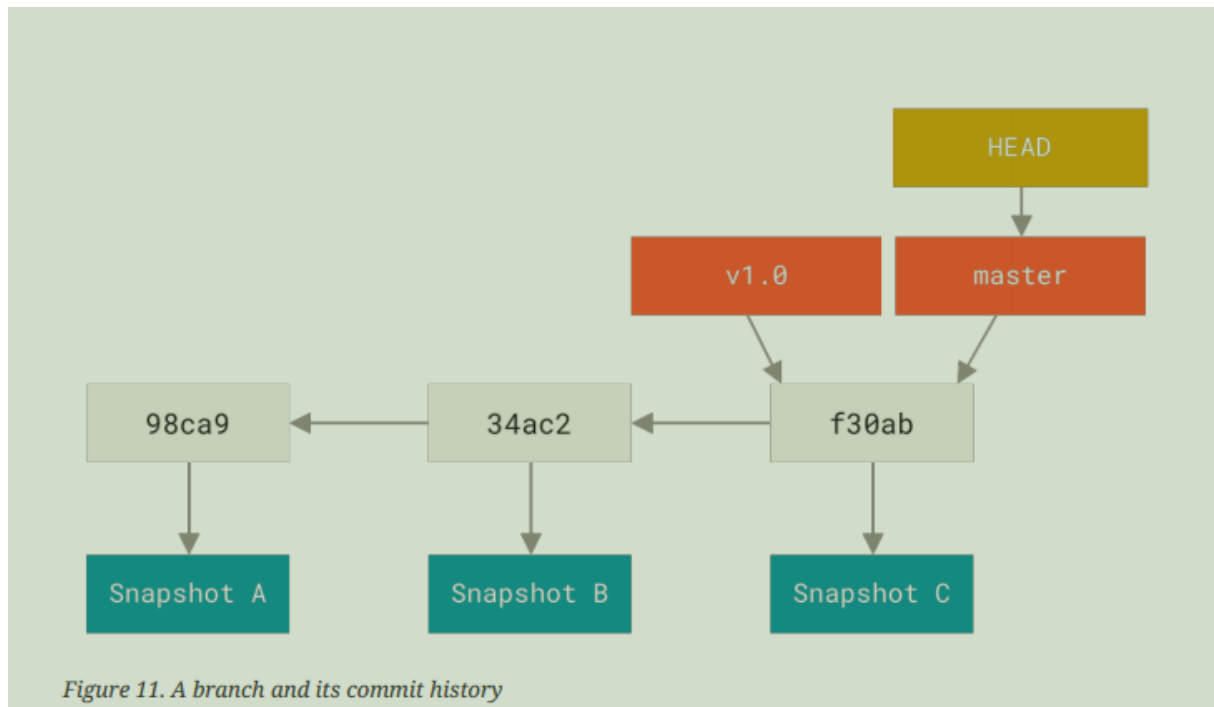 HEAD
v1.0 master
98ca9 34ac2 f30ab
Snapshot A Snapshot B Snapshot C
Figure 11. A branch and its commit history